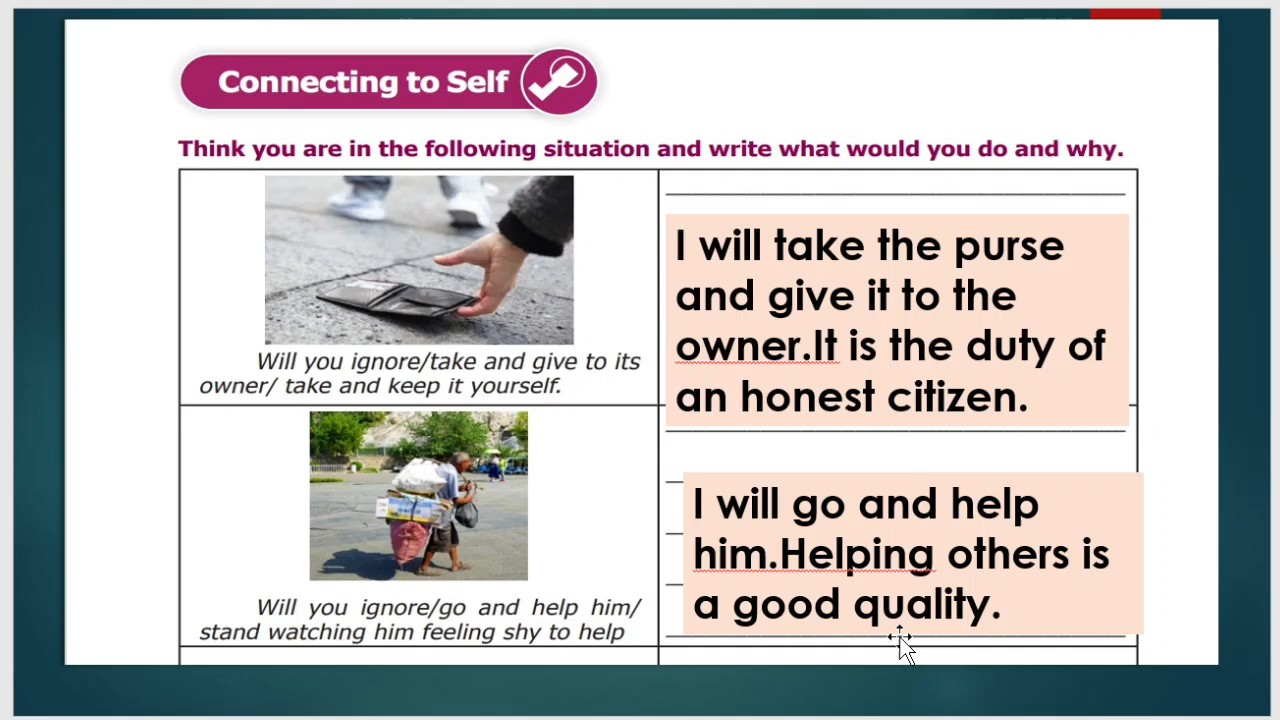 Connecting to Self
Think you are in the following situation and write what would you do and why.
Will you ignore/take and give to its
owner/ take and keep it yourself.
I will take the purse
and give it to the
owner.It is the duty of
an honest citizen.
Will you ignore/go and help him/
stand watching him feeling shy to help
I will go and help
him.Helping others is
a good quality.